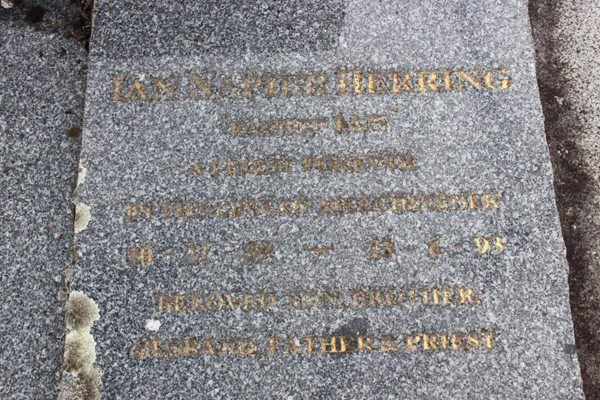 IAN NAPIER HERRING
"FATHER IAN"
A PRIEST FOREVER
IN THE LINE OF MELCHIZEDEK
10 - 11 - 39 — 23 - 6 - 93
BELOVED SON, BROTHER,
HUSBAND, FATHER & PRIEST